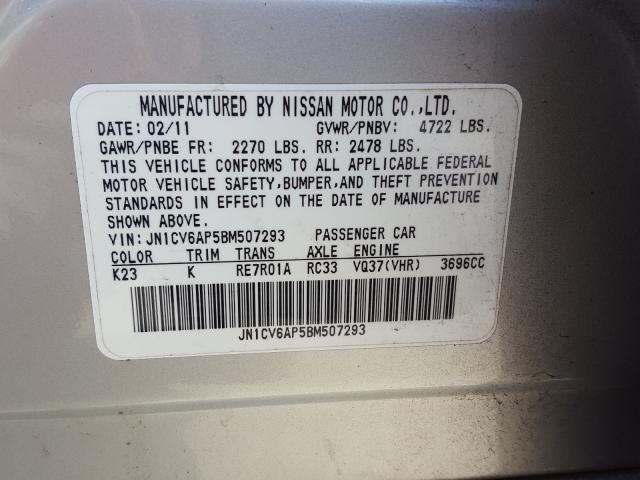 MANUFACTURED BY NISSAN MOTOR CO.,LTD.
DATE: 02/11 GVWR/PNBV: 4722 LBS.
GAWR/PNBE FR: 2270 LBS. RR: 2478 LBS.
THIS VEHICLE CONFORMS TO ALL APPLICABLE FEDERAL
MOTOR VEHICLE SAFETY,BUMPER,AND THEFT PREVENTION
STANDARDS IN EFFECT ON THE DATE OF MANUFACTURE
SHOWN ABOVE.
VIN: JN1CV6AP5BM507293 PASSENGER CAR
COLOR TRIM TRANS AXLE ENGINE
K23 K RE7R01A RC33 VQ37(VHR) 3696CC
JN1CV6AP5BM507293